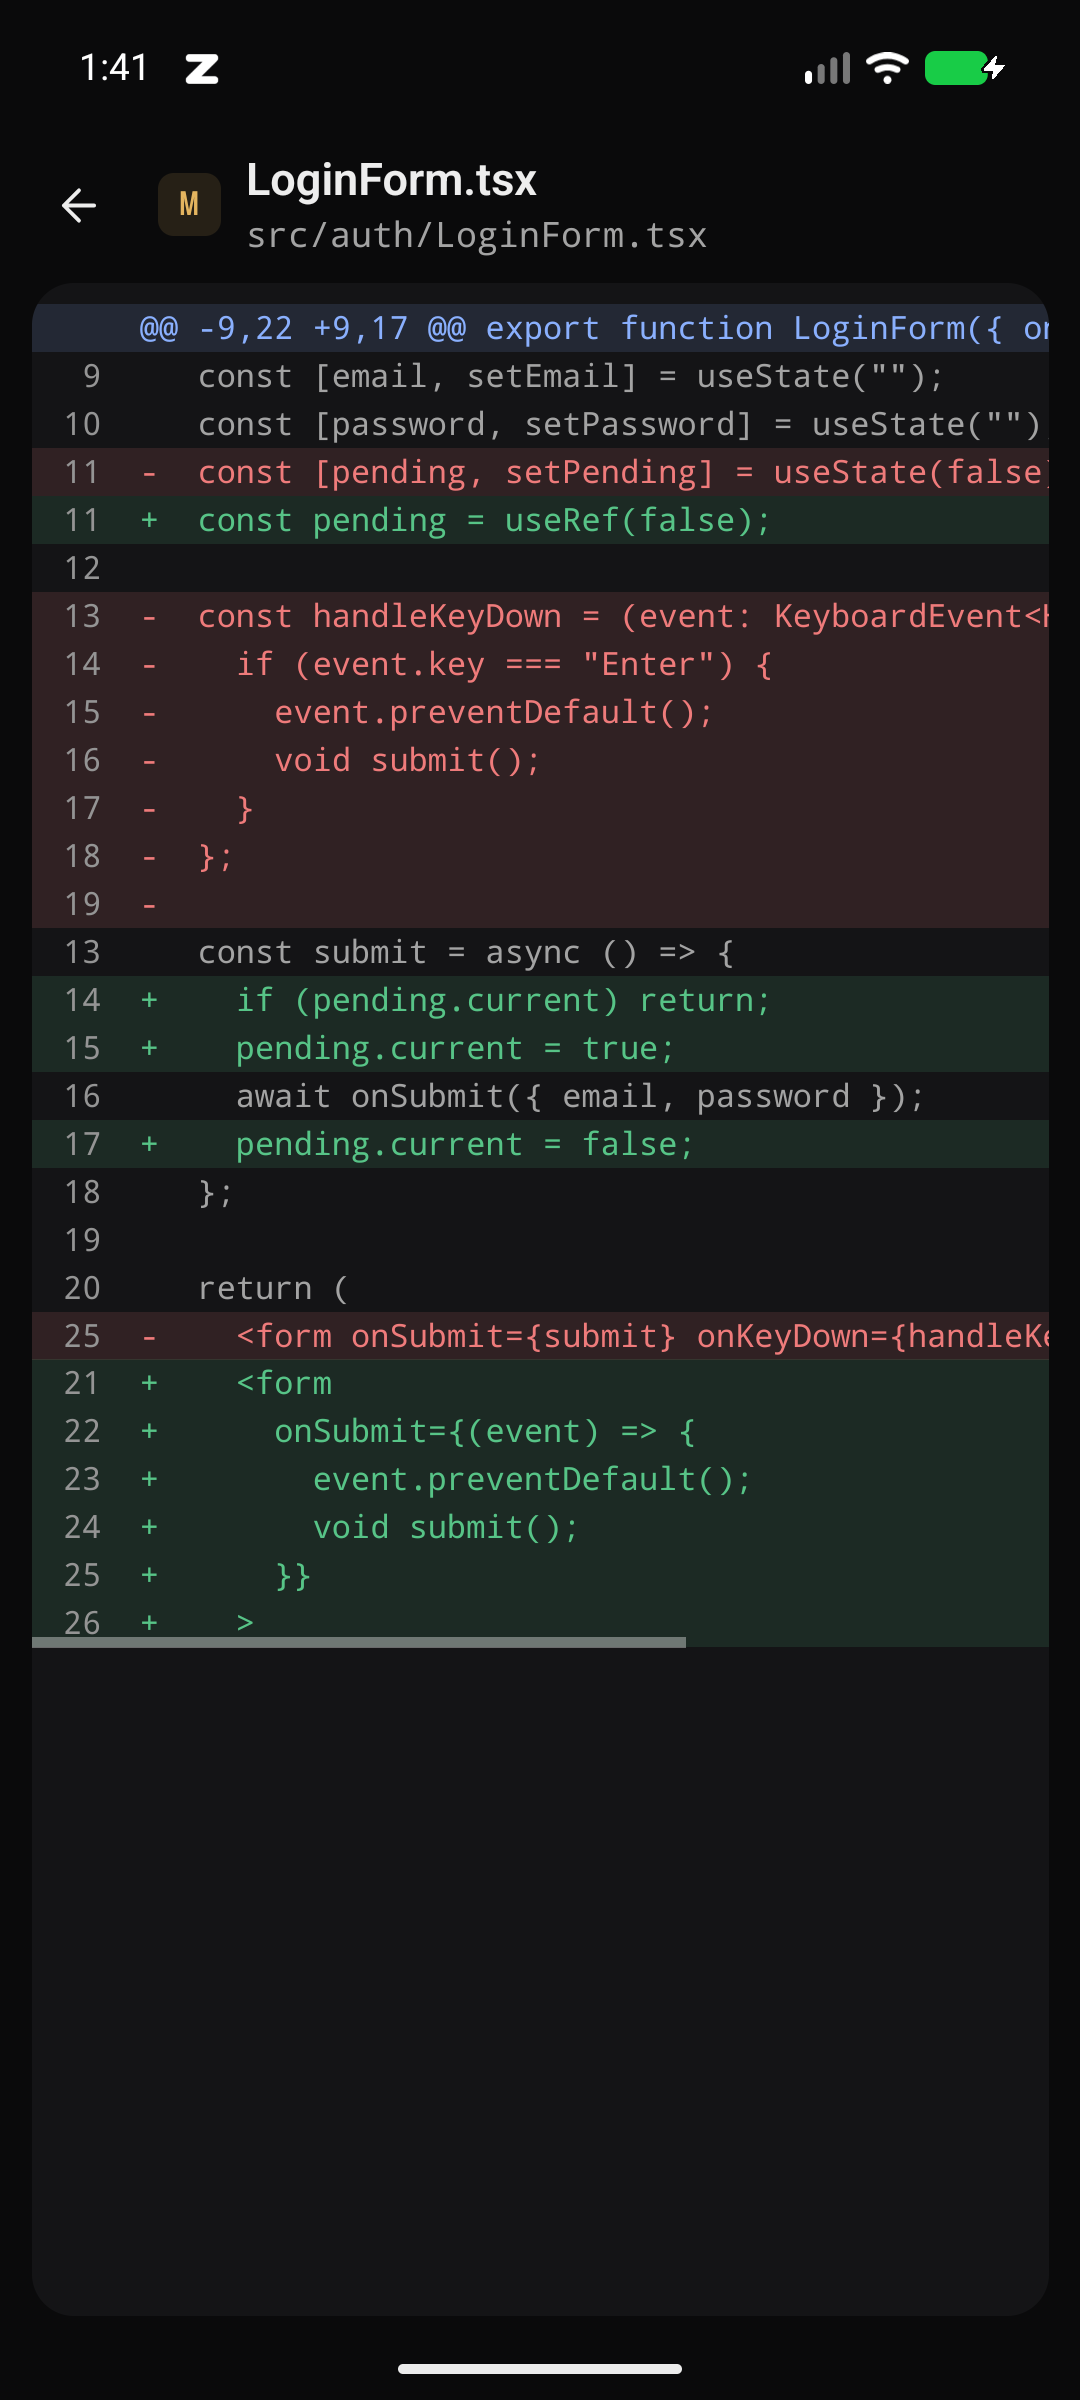 1:41 Z
M LoginForm.tsx
src/auth/LoginForm.tsx
@@ -9,22 +9,17 @@ export function LoginForm({ 
9 const [email, setEmail] = useState("");
10 const [password, setPassword] = useState("")
11 - const [pending, setPending] = useState(false)
11 + const pending = useRef(false);
12
13 - const handleKeyDown = (event: KeyboardEvent<
14 - if (event.key === "Enter") {
15 - event.preventDefault();
16 - void submit();
17 - }
18 - };
19 -
13 const submit = async () => {
14 + if (pending.current) return;
15 + pending.current = true;
16 await onSubmit({ email, password });
17 + pending.current = false;
18 };
19
20 return (
25 - <form onSubmit={submit} onKeyDown={handleKe
21 + <form
22 + onSubmit={(event) => {
23 + event.preventDefault();
24 + void submit();
25 + }}
26 + >